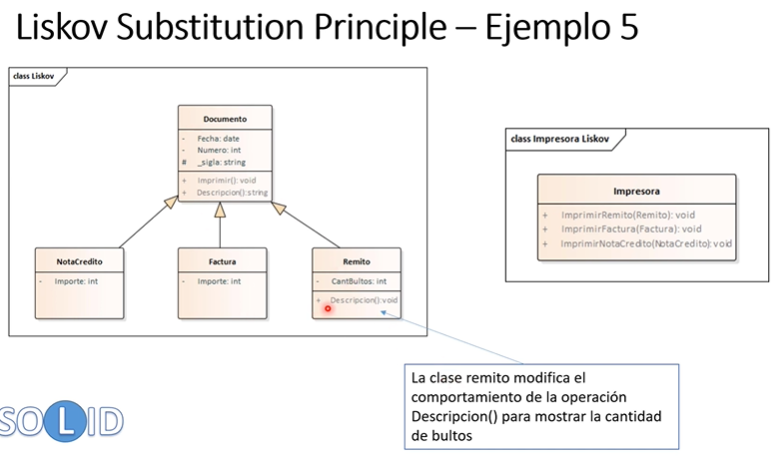 Liskov Substitution Principle – Ejemplo 5
class Liskov
Documento
- Fecha: date
- Numero: int
# _sigla: string
+ Imprimir(): void
+ Descripcion():string
NotaCredito
- Importe: int
Factura
- Importe: int
Remito
- CantBultos: int
+ Descripcion():void
class Impresora Liskov
Impresora
+ ImprimirRemito(Remito): void
+ ImprimirFactura(Factura): void
+ ImprimirNotaCredito(NotaCredito): void
La clase remito modifica el
comportamiento de la operación
Descripcion() para mostrar la cantidad
de bultos
SOLID